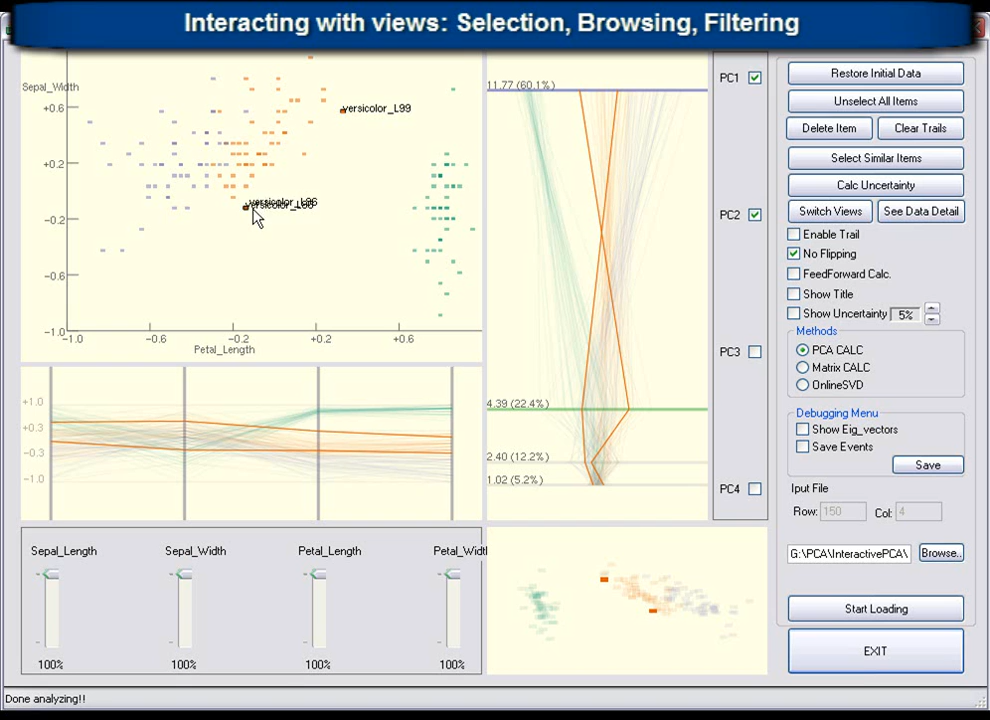 Interacting with views: Selection, Browsing, Filtering
Sepal_Width
+0.6
+0.2
-0.2
-0.6
-1.0
-1.0
-0.6
-0.2
+0.2
+0.6
Petal_Length
versicolor_L99
11.77 (60.1%)
4.39 (22.4%)
2.40 (12.2%)
1.02 (5.2%)
PC1
PC2
PC3
PC4
+1.0
+0.3
-0.3
-1.0
Sepal_Length
Sepal_Width
Petal_Length
Petal_Widt
100%
100%
100%
100%
Restore Initial Data
Unselect All Items
Delete Item
Clear Trails
Select Similar Items
Calc Uncertainty
Switch Views
See Data Detail
Enable Trail
No Flipping
FeedForward Calc.
Show Title
Show Uncertainty
5%
Methods
PCA CALC
Matrix CALC
OnlineSVD
Debugging Menu
Show Eig_vectors
Save Events
Save
Iput File
Row: 150
Col: 4
G:\PCA\InteractivePCA\
Browse..
Start Loading
EXIT
Done analyzing!!